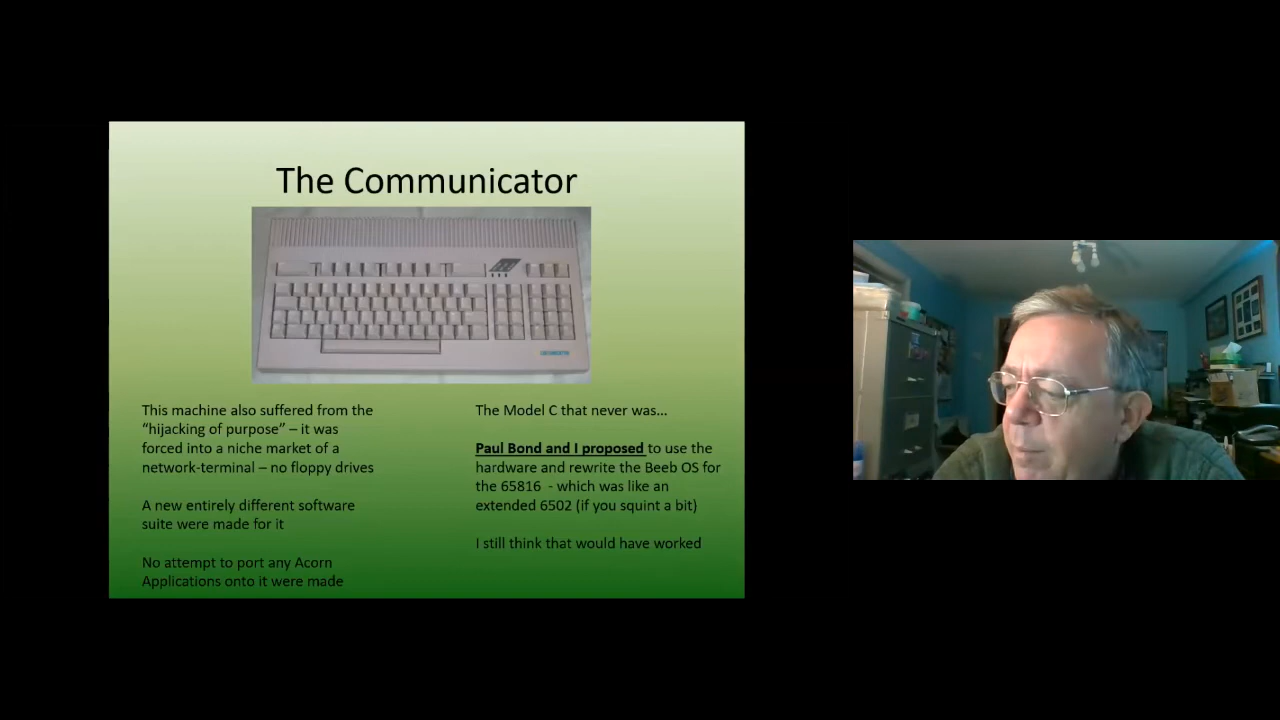 The Communicator
This machine also suffered from the
“hijacking of purpose” – it was
forced into a niche market of a
network-terminal – no floppy drives
A new entirely different software
suite were made for it
No attempt to port any Acorn
Applications onto it were made
The Model C that never was...
Paul Bond and I proposed to use the
hardware and rewrite the Beeb OS for
the 65816 - which was like an
extended 6502 (if you squint a bit)
I still think that would have worked